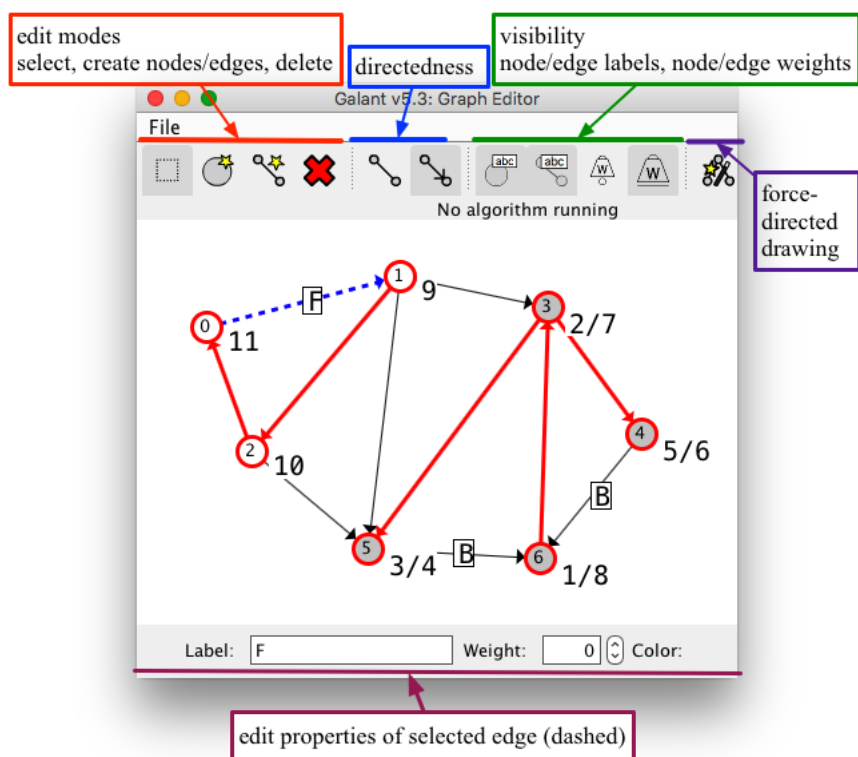 edit modes
select, create nodes/edges, delete
directedness
visibility
node/edge labels, node/edge weights
Galant v5.3: Graph Editor
File
abc
abc
W
W
No algorithm running
force-
directed
drawing
1
9
F
0
11
3
2/7
2
10
4
5/6
B
5
3/4
B
6
1/8
Label: F Weight: 0 Color:
edit properties of selected edge (dashed)